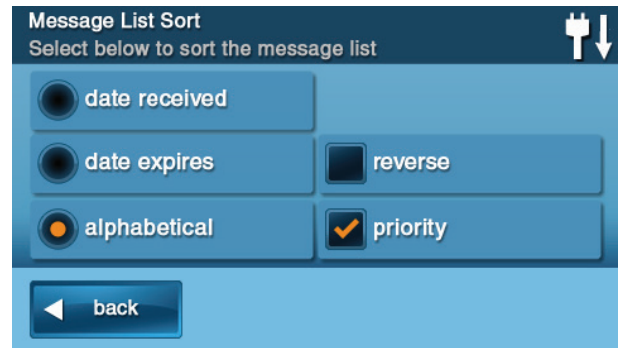 Message List Sort
Select below to sort the message list
date received
date expires
reverse
alphabetical
priority
back